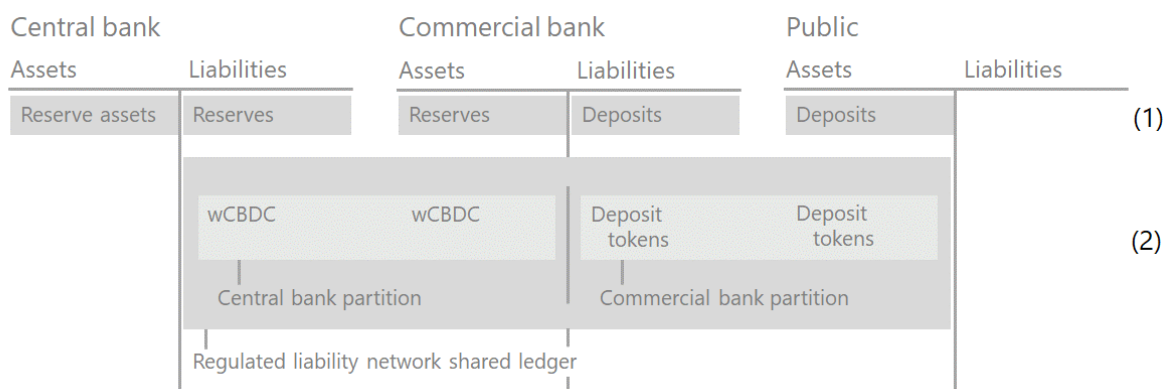 Central bank Commercial bank Public
Assets Liabilities Assets Liabilities Assets Liabilities
Reserve assets Reserves Reserves Deposits Deposits (1)
wCBDC wCBDC Deposit Deposit
tokens tokens (2)
Central bank partition Commercial bank partition
Regulated liability network shared ledger